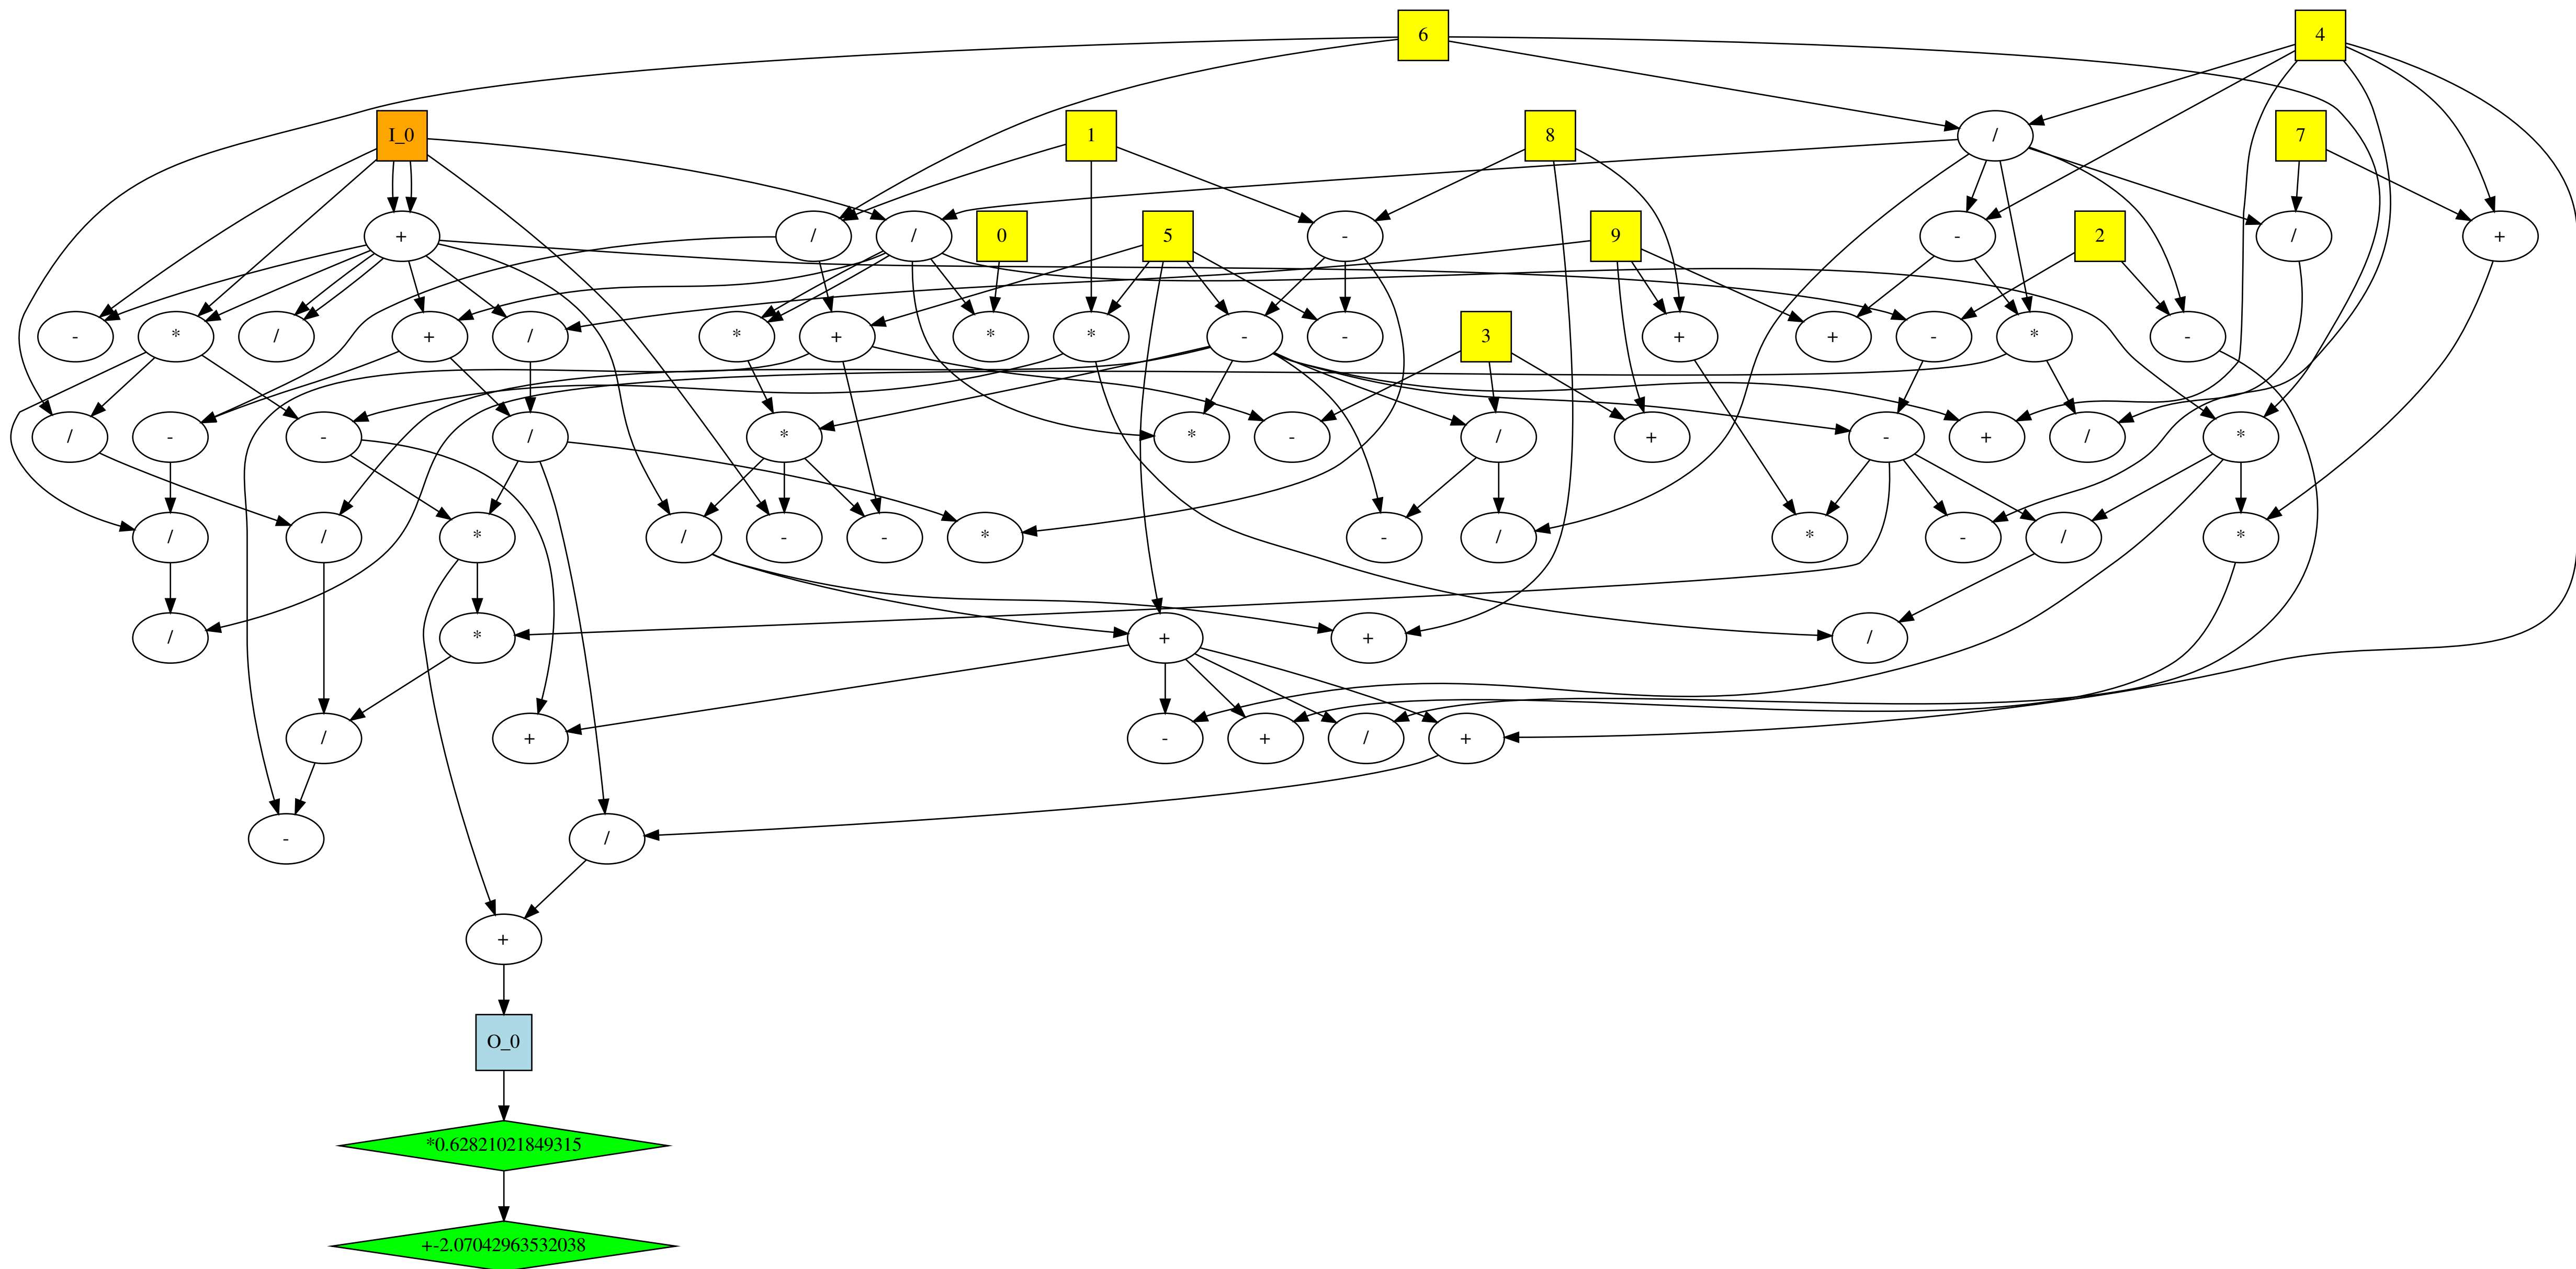 6 4
I_0 1 8 / 7
+ / / 0 5 - 9 - 2 / +
- * / + / * + * * - - 3 + + - * -
/ - - / * * - / + - + / *
/ / * / - - * - / * - / *
/ * + + /
/ + - + / +
- /
+
O_0
*0.62821021849315
+-2.07042963532038